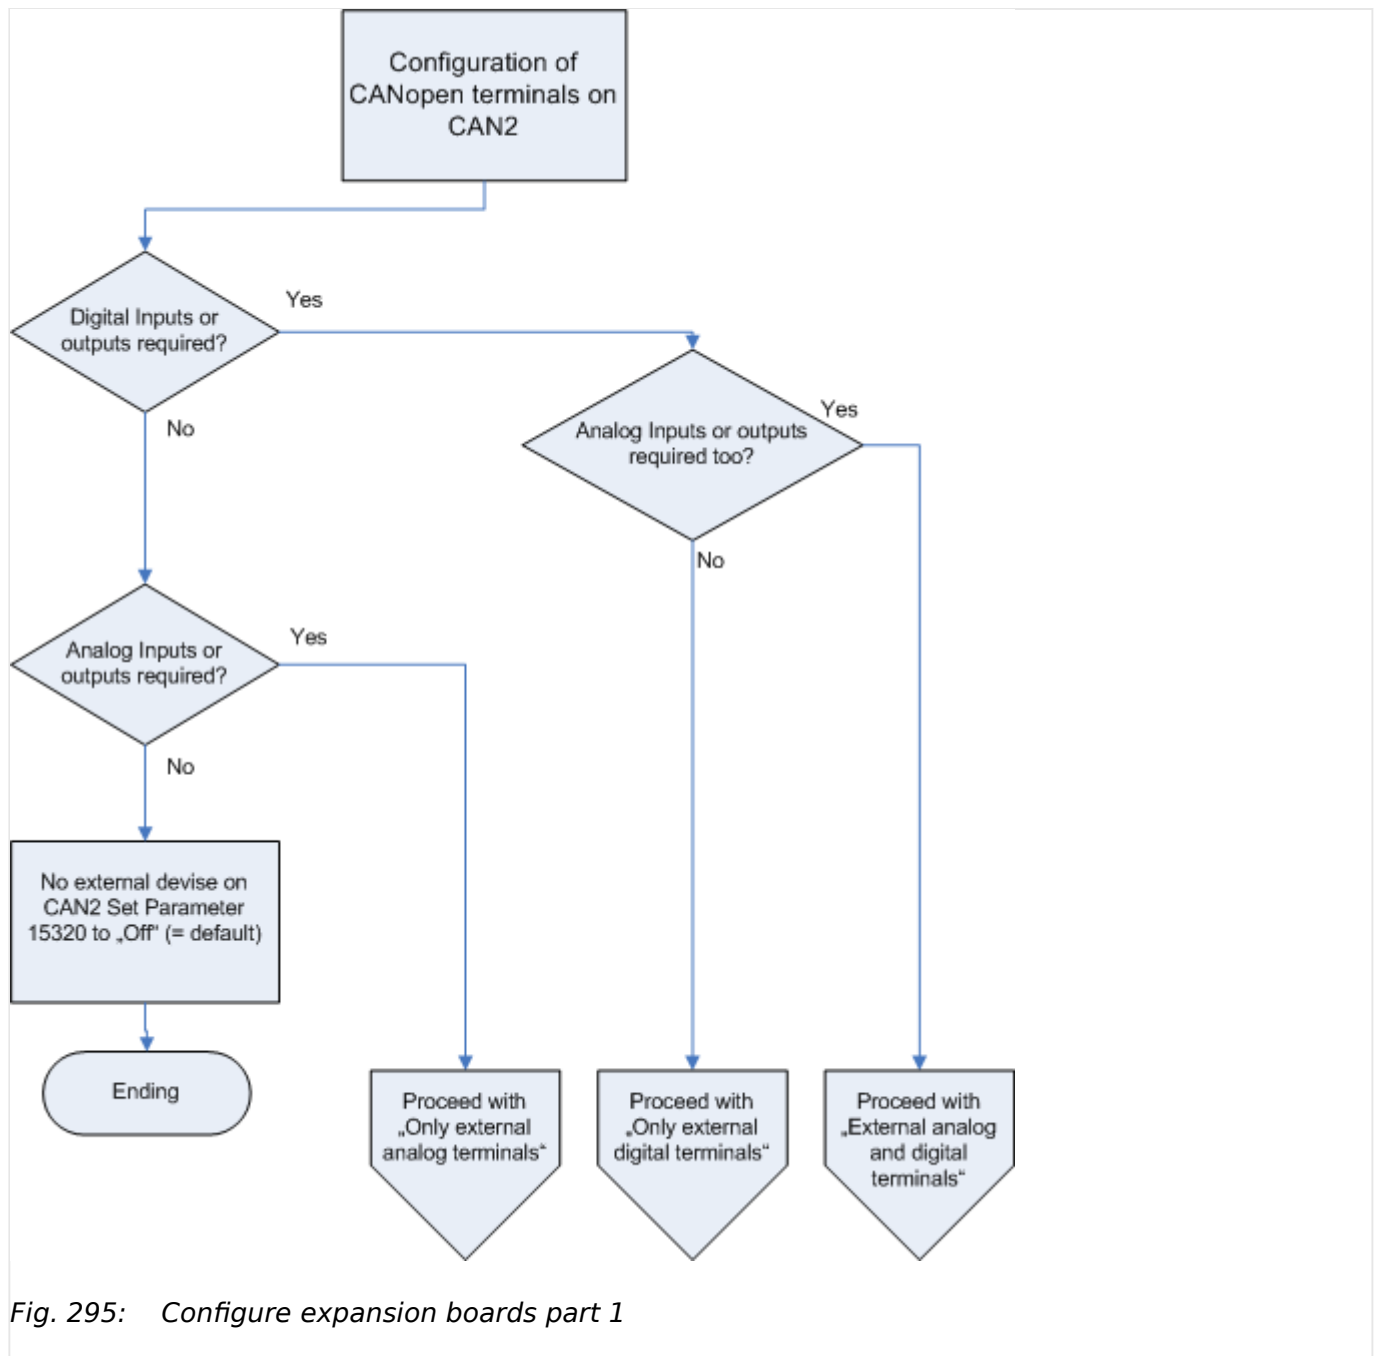 Configuration of
CANopen terminals on
CAN2
Digital Inputs or
outputs required?
Yes
No
Analog Inputs or outputs
required too?
Yes
No
Analog Inputs or
outputs required?
Yes
No
No external devise on
CAN2 Set Parameter
15320 to „Off" (= default)
Ending
Proceed with
„Only external
analog terminals“
Proceed with
„Only external
digital terminals“
Proceed with
„External analog
and digital
terminals“
Fig. 295: Configure expansion boards part 1